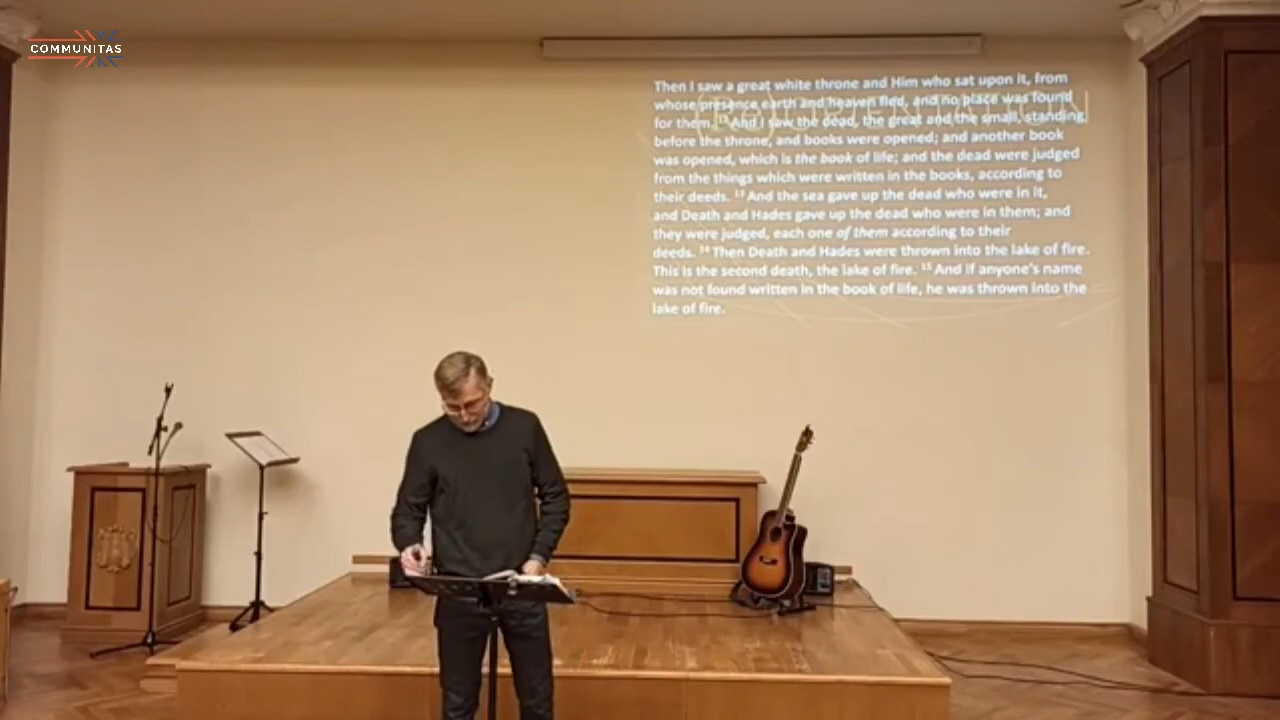 COMMUNITAS
Then I saw a great white throne and Him who sat upon it, from
whose presence earth and heaven fled, and no place was found
for them. 12 And I saw the dead, the great and the small, standing
before the throne, and books were opened; and another book
was opened, which is the book of life; and the dead were judged
from the things which were written in the books, according to
their deeds. 13 And the sea gave up the dead who were in it,
and Death and Hades gave up the dead who were in them; and
they were judged, each one of them according to their
deeds. 14 Then Death and Hades were thrown into the lake of fire.
This is the second death, the lake of fire. 15 And if anyone's name
was not found written in the book of life, he was thrown into the
lake of fire.
(Re)ORIENTATION